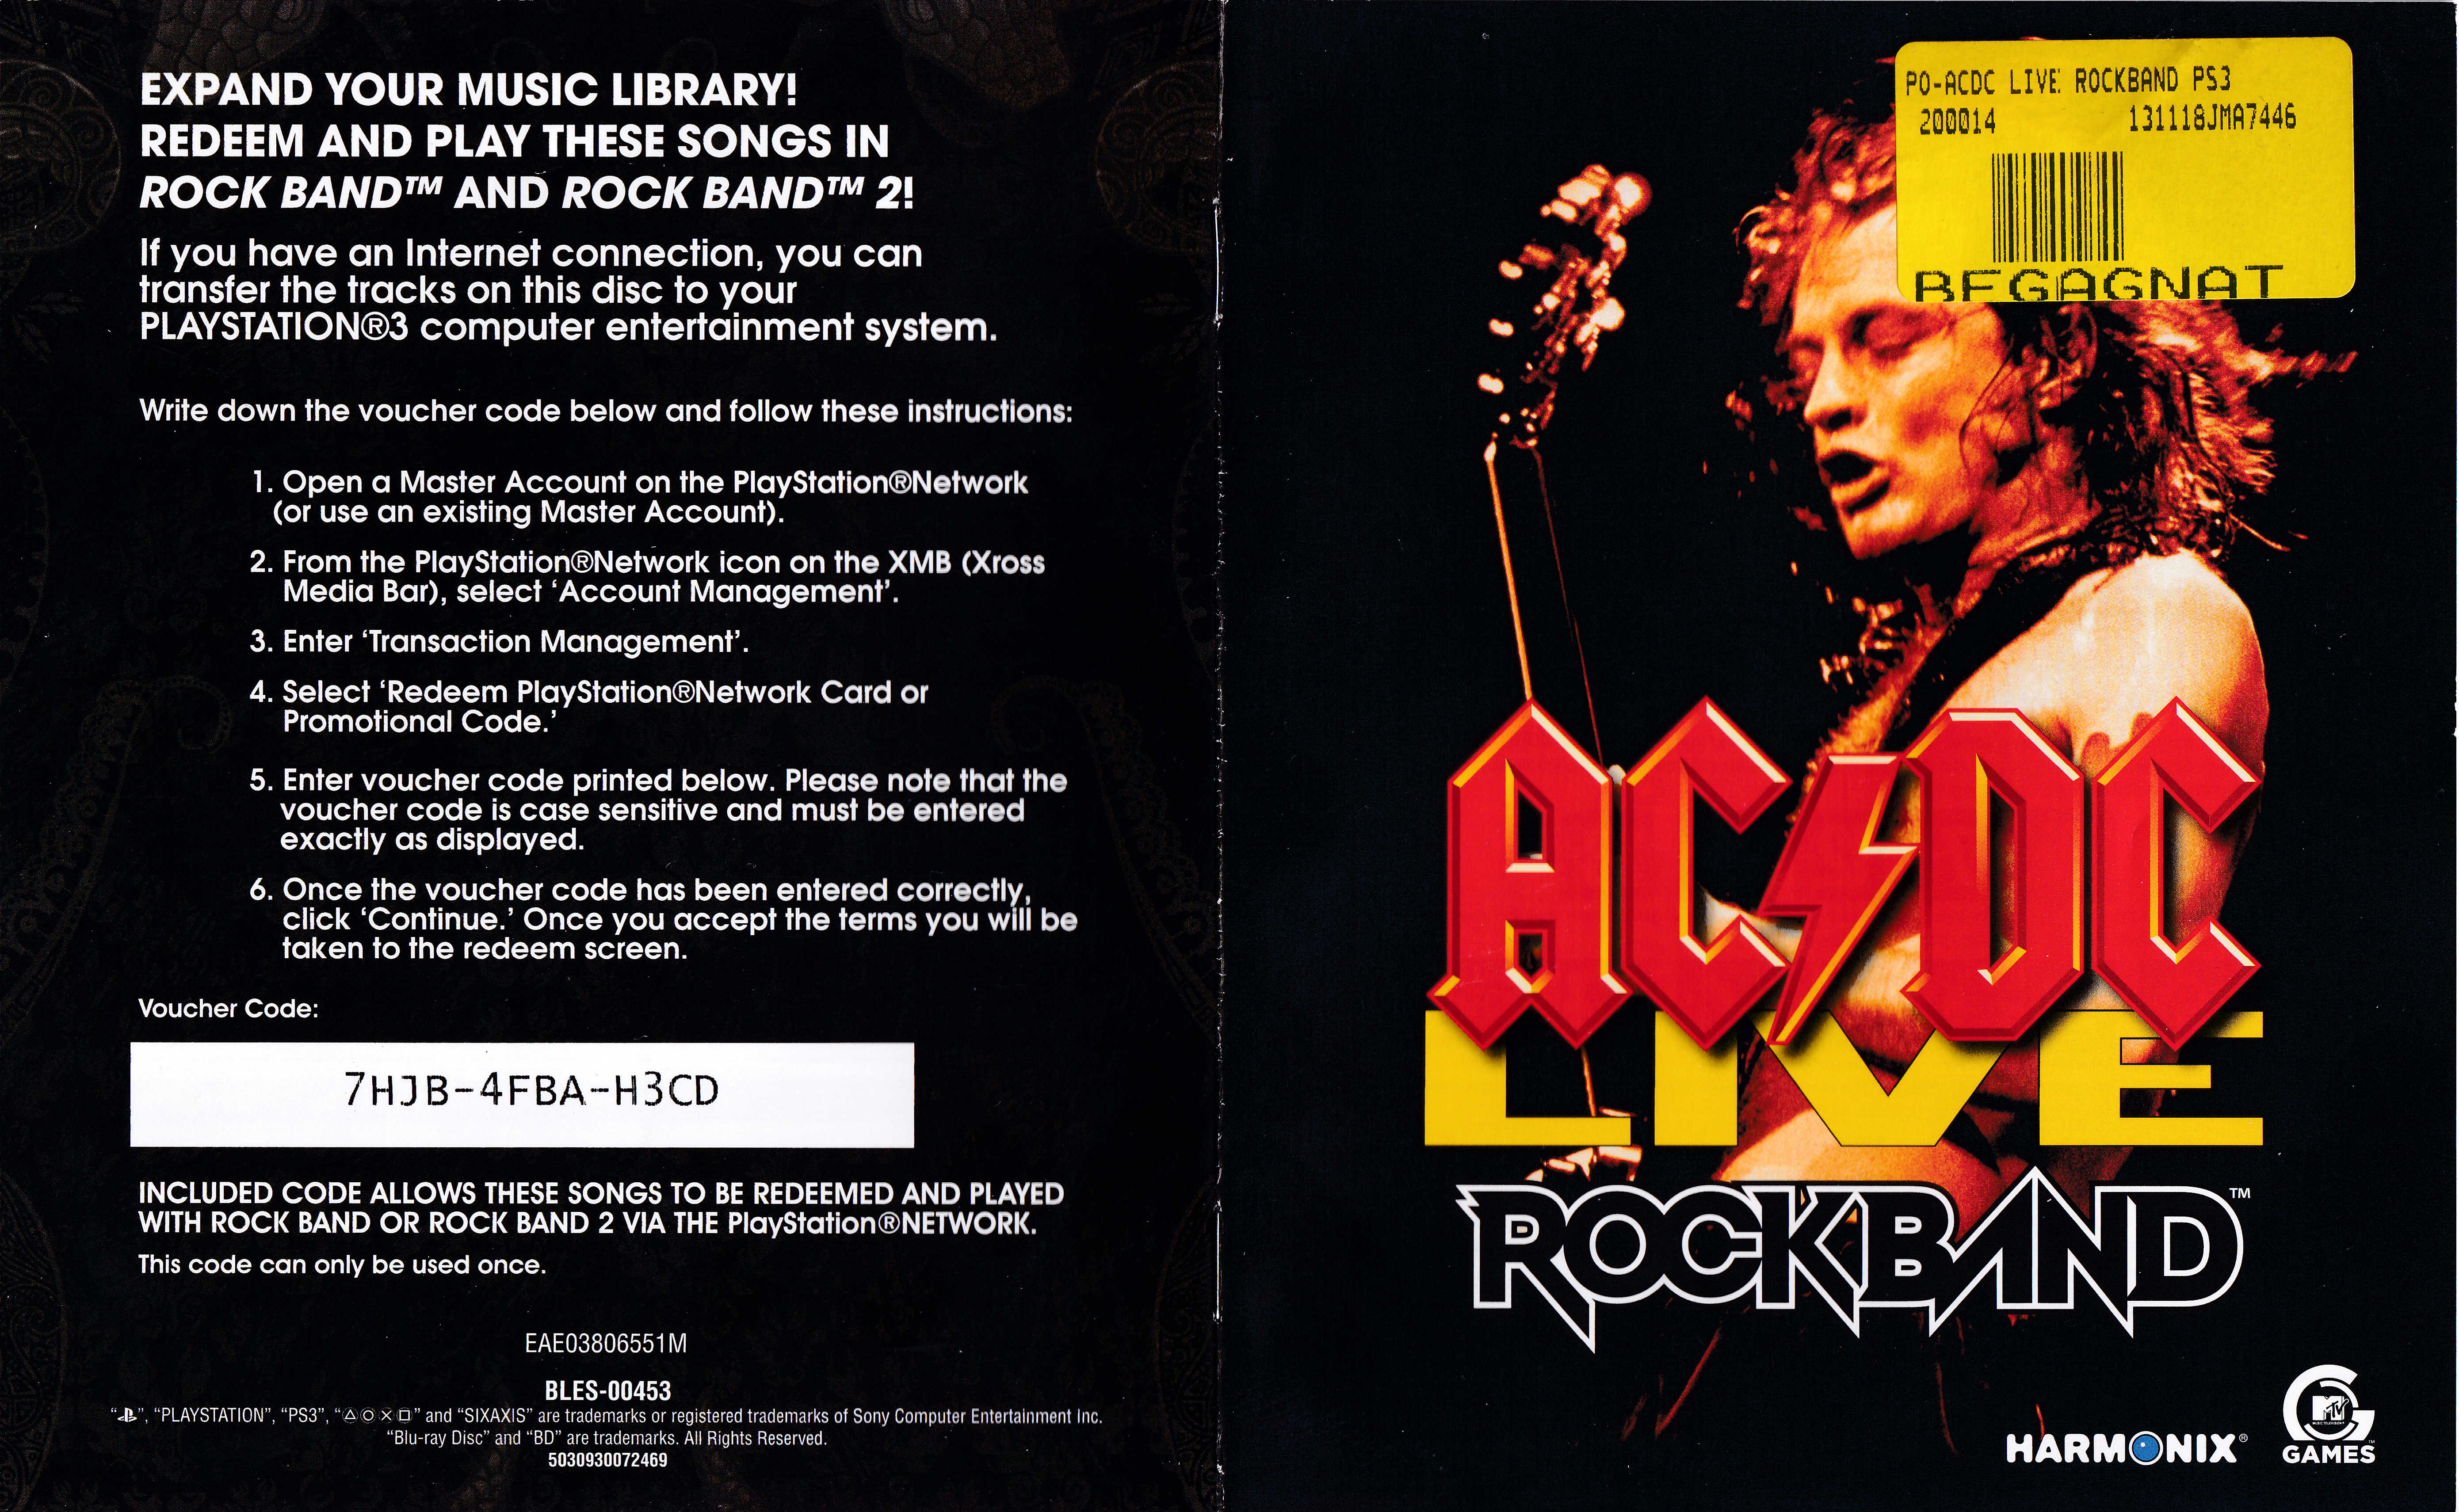 EXPAND YOUR MUSIC LIBRARY!
REDEEM AND PLAY THESE SONGS IN
ROCK BAND™ AND ROCK BAND™ 2!
If you have an Internet connection, you can
transfer the tracks on this disc to your
PLAYSTATION®3 computer entertainment system.
Write down the voucher code below and follow these instructions:
1. Open a Master Account on the PlayStation®Network
(or use an existing Master Account).
2. From the PlayStation®Network icon on the XMB (Xross
Media Bar), select ‘Account Management’.
3. Enter ‘Transaction Management’.
4. Select ‘Redeem PlayStation®Network Card or
Promotional Code.’
5. Enter voucher code printed below. Please note that the
voucher code is case sensitive and must be entered
exactly as displayed.
6. Once the voucher code has been entered correctly,
click ‘Continue.’ Once you accept the terms you will be
taken to the redeem screen.
Voucher Code:
7HJB-4FBA-H3CD
INCLUDED CODE ALLOWS THESE SONGS TO BE REDEEMED AND PLAYED
WITH ROCK BAND OR ROCK BAND 2 VIA THE PlayStation®NETWORK.
This code can only be used once.
EAE03806551M
BLES-00453
“PS”, “PLAYSTATION”, “PS3”, “△○×□” and “SIXAXIS” are trademarks or registered trademarks of Sony Computer Entertainment Inc.
“Blu-ray Disc” and “BD” are trademarks. All Rights Reserved.
5030930072469
PO-ACDC LIVE: ROCKBAND PS3
200014 131118JMA7446
BEGAGNAT
AC/DC
LIVE
ROCKBAND™
HARMONIX®
MTV
MUSIC TELEVISION
GAMES™